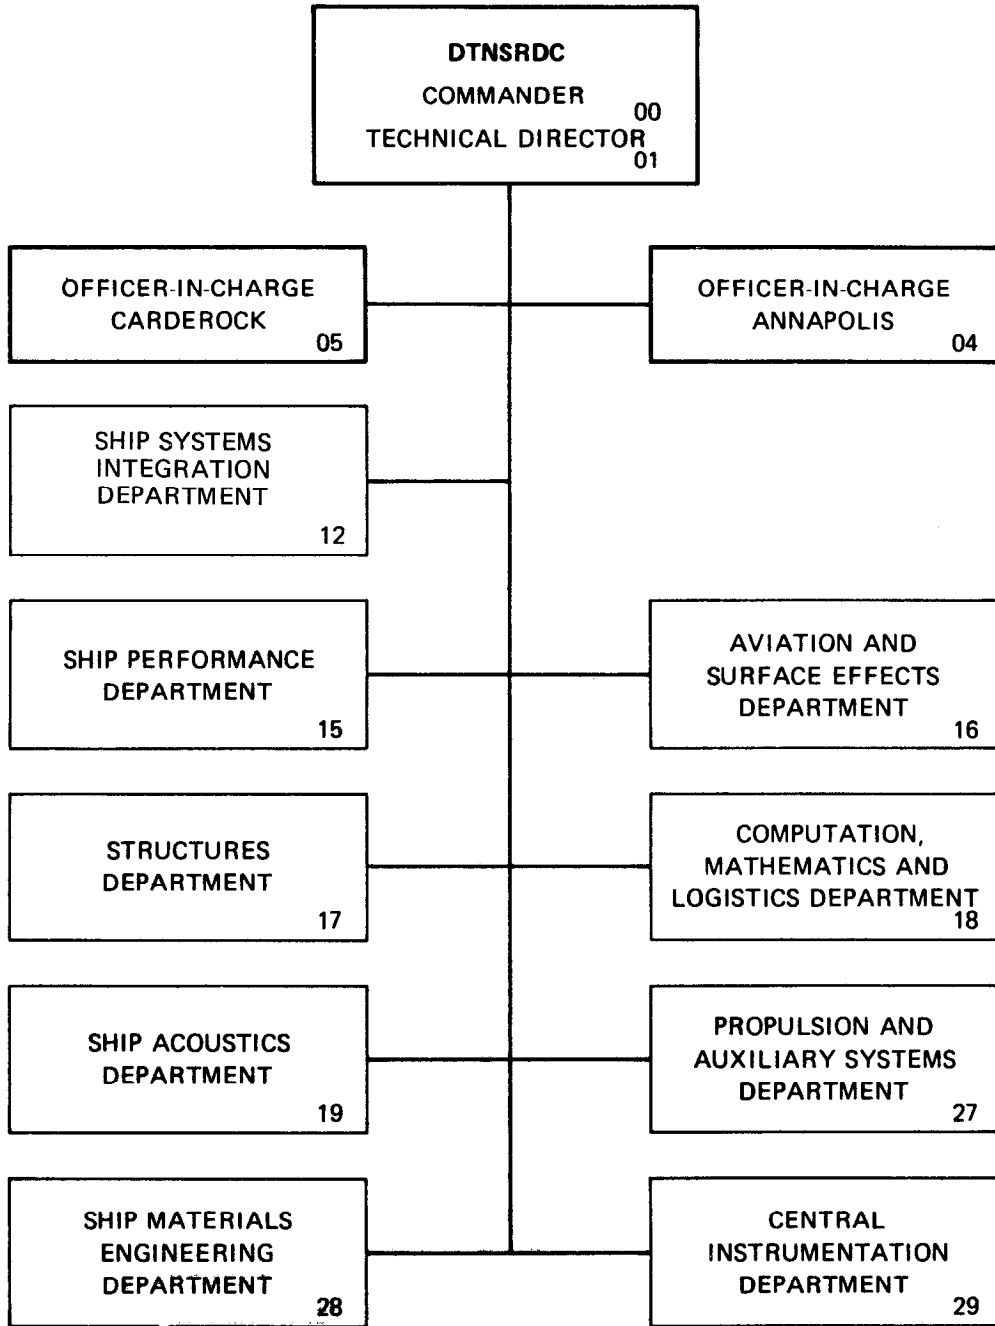 DTNSRDC
COMMANDER
00
TECHNICAL DIRECTOR
01
OFFICER-IN-CHARGE
CARDEROCK
05
OFFICER-IN-CHARGE
ANNAPOLIS
04
SHIP SYSTEMS
INTEGRATION
DEPARTMENT
12
SHIP PERFORMANCE
DEPARTMENT
15
AVIATION AND
SURFACE EFFECTS
DEPARTMENT
16
STRUCTURES
DEPARTMENT
17
COMPUTATION,
MATHEMATICS AND
LOGISTICS DEPARTMENT
18
SHIP ACOUSTICS
DEPARTMENT
19
PROPULSION AND
AUXILIARY SYSTEMS
DEPARTMENT
27
SHIP MATERIALS
ENGINEERING
DEPARTMENT
28
CENTRAL
INSTRUMENTATION
DEPARTMENT
29